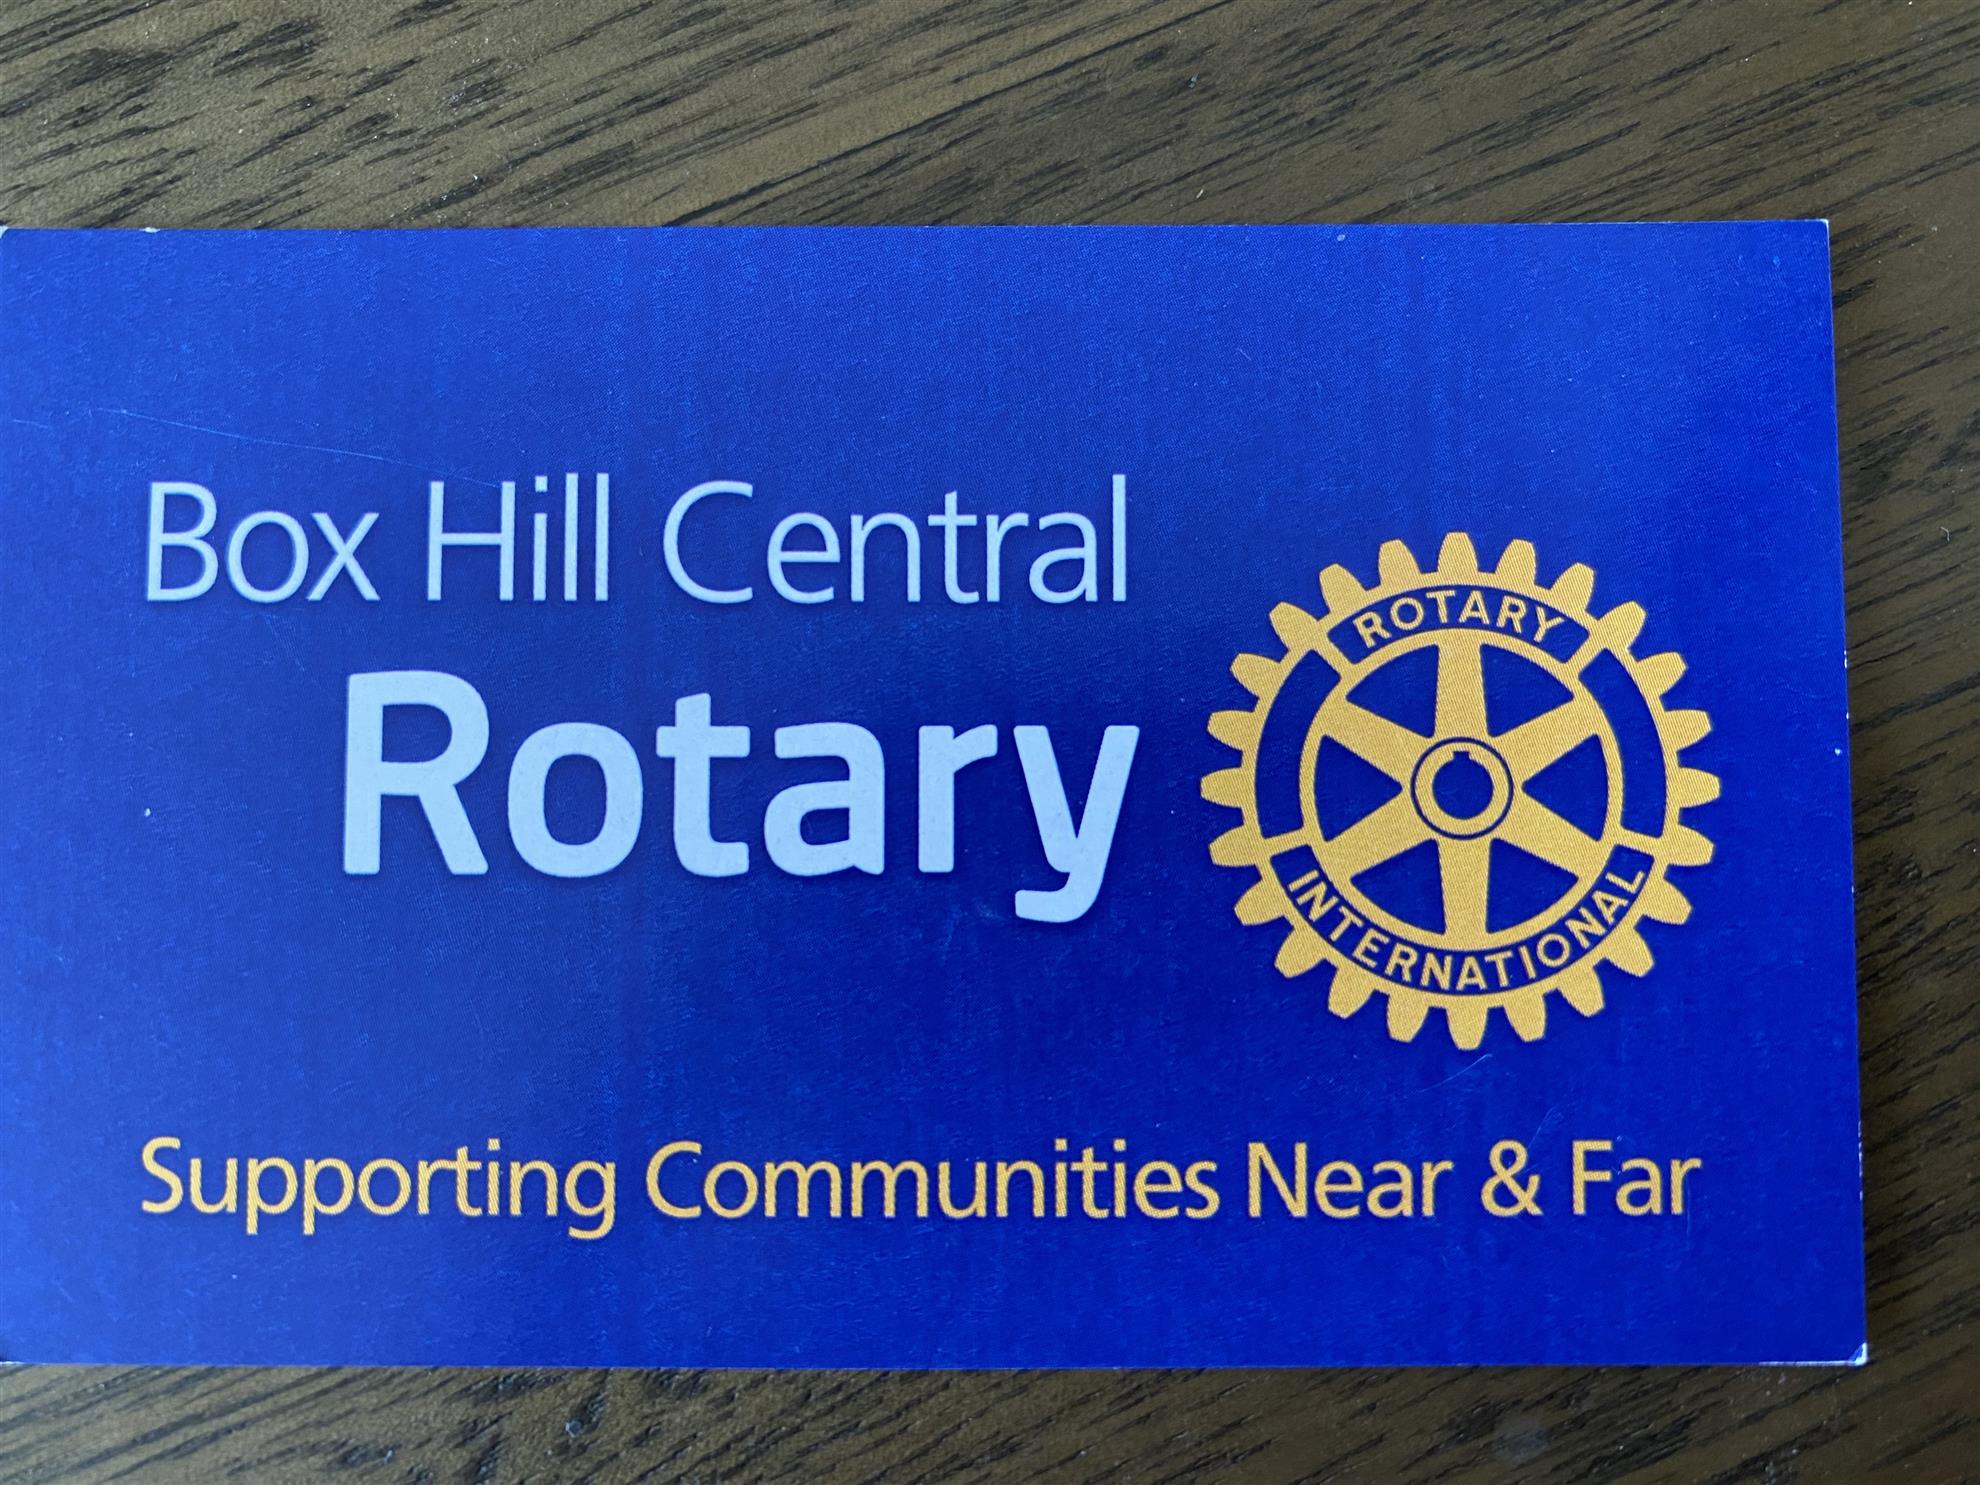 Box Hill Central
Rotary
ROTARY
INTERNATIONAL
Supporting Communities Near & Far